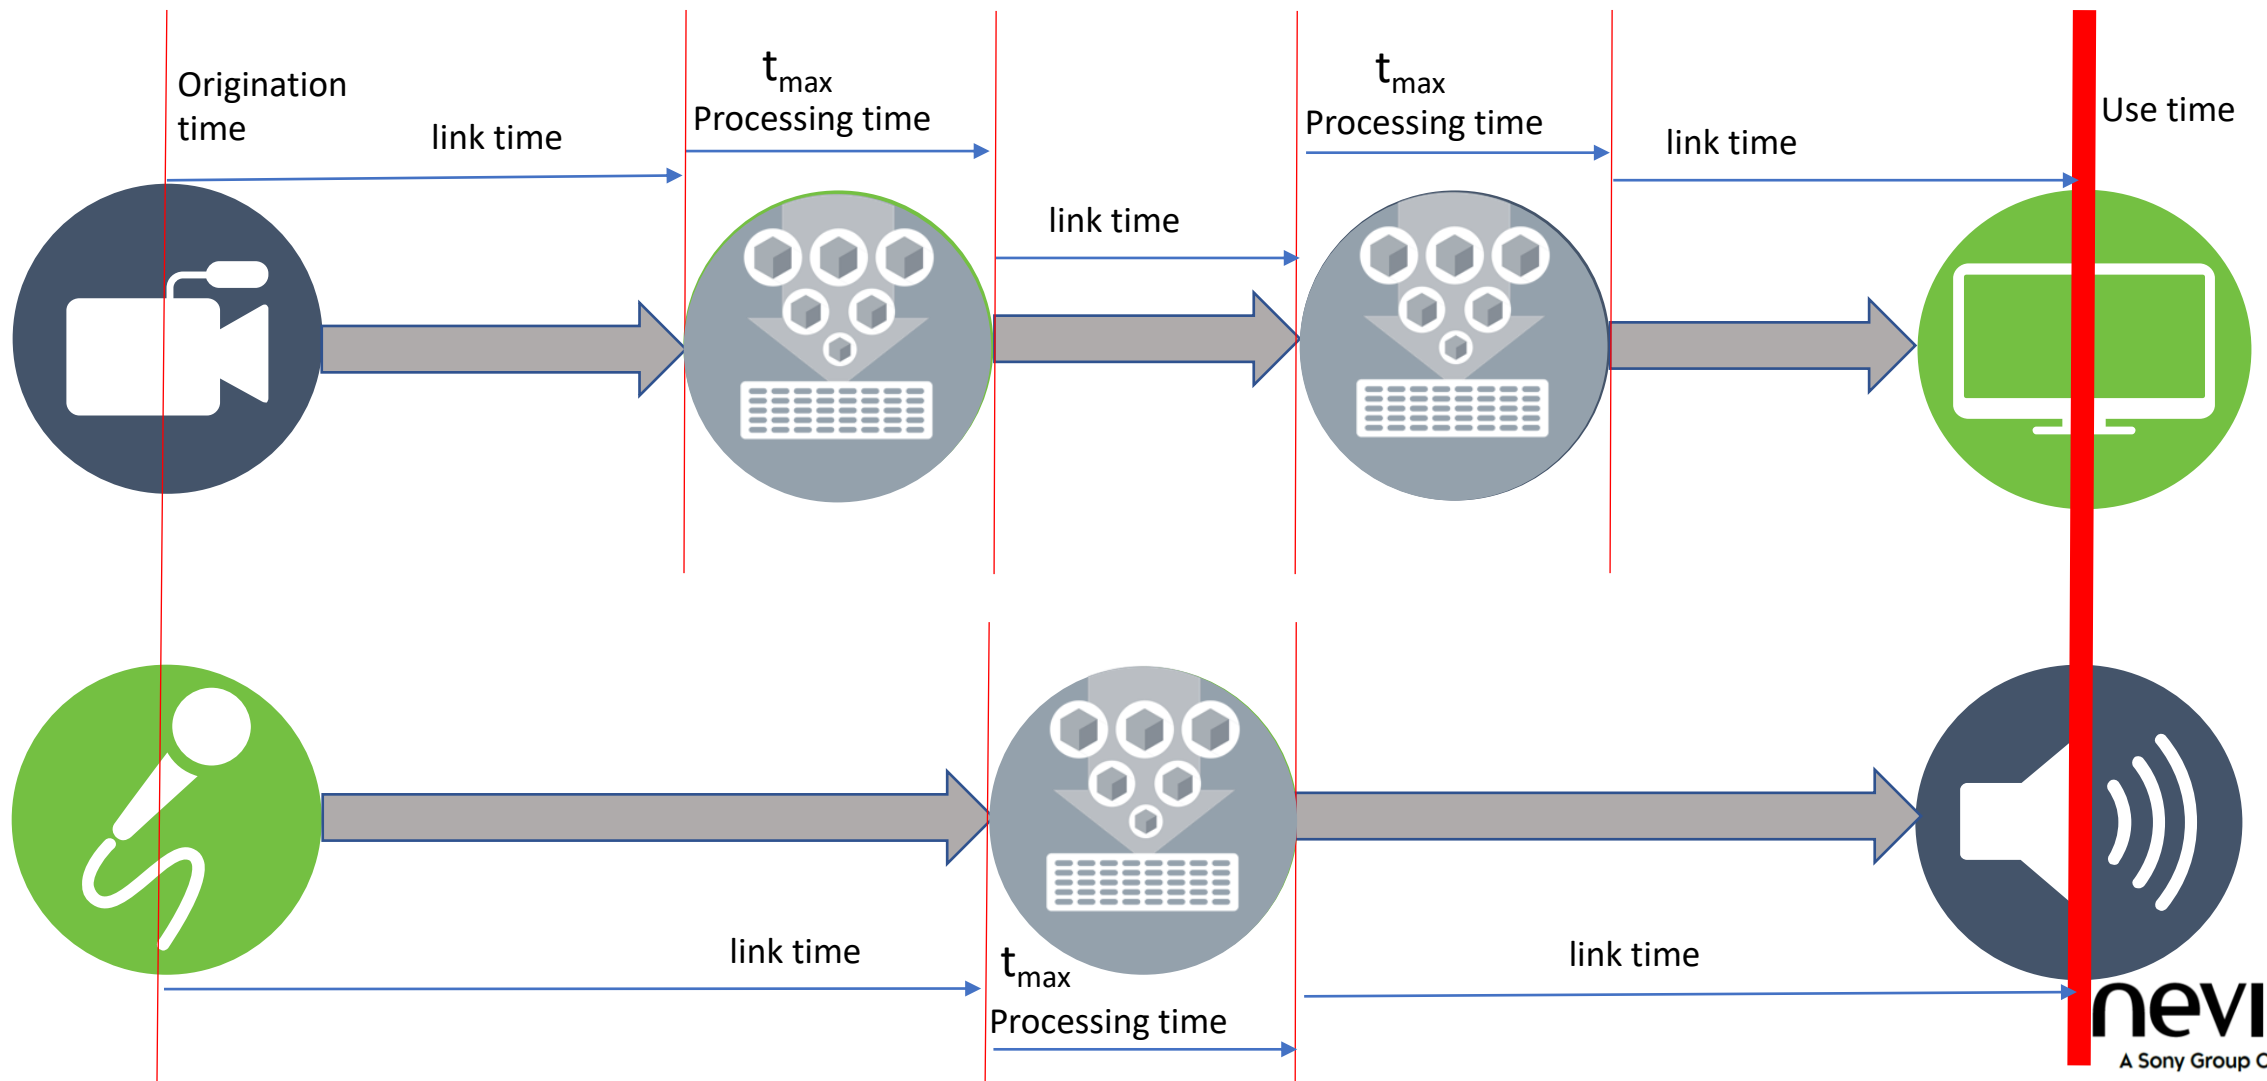 Origination
time
link time
tmax
Processing time
link time
tmax
Processing time
link time
Use time
link time
tmax
Processing time
link time
nevi
A Sony Group C